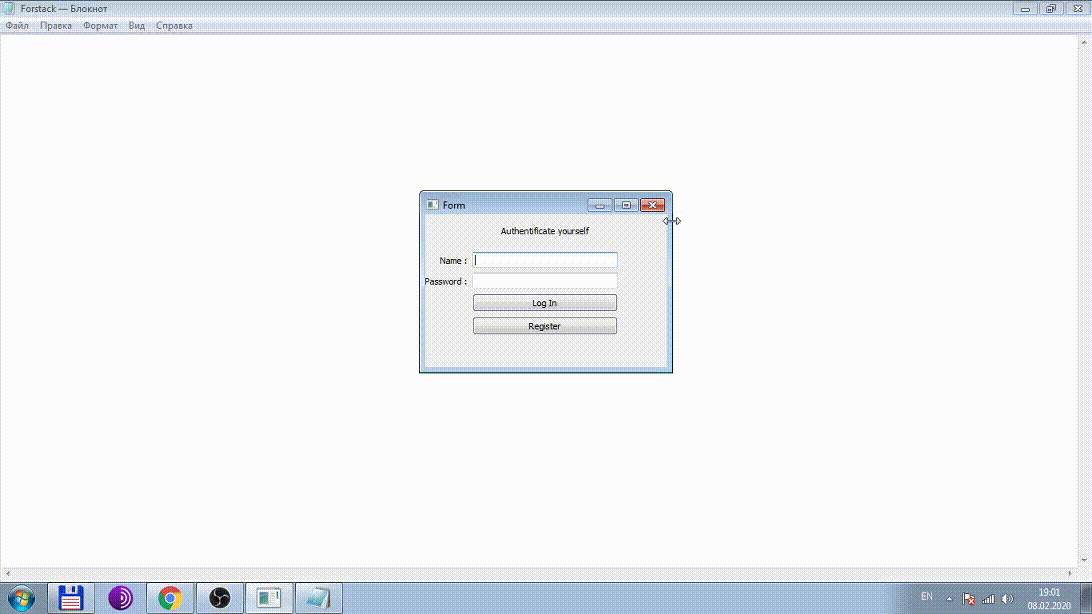 Forstack — Блокнот
Файл Правка Формат Вид Справка
Form
Authentificate yourself
Name :
Password :
Log In
Register
EN
19:01
08.02.2020